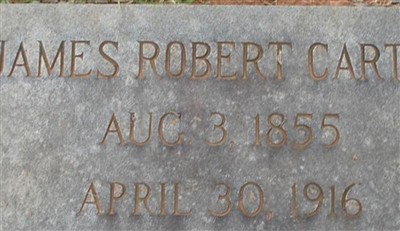 JAMES ROBERT CART
AUG. 3, 1855
APRIL 30, 1916